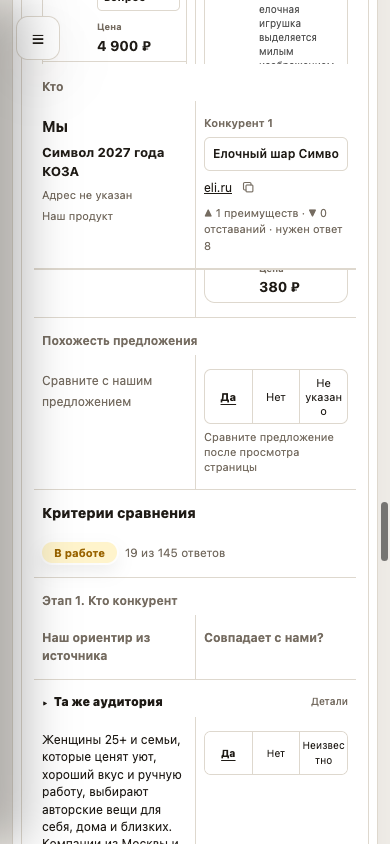 елочная
игрушка
выделяется
милым
Цена
4 900 ₽
☰
Кто
Мы
Символ 2027 года
КОЗА
Адрес не указан
Наш продукт
Конкурент 1
Елочный шар Симво
eli.ru
▲ 1 преимуществ · ▼ 0
отставаний · нужен ответ
8
Цена
380 ₽
Похожесть предложения
Сравните с нашим
предложением
Да
Нет
Не
указан
о
Сравните предложение
после просмотра
страницы
Критерии сравнения
В работе
19 из 145 ответов
Этап 1. Кто конкурент
Наш ориентир из
источника
Совпадает с нами?
▸ Та же аудитория
Детали
Женщины 25+ и семьи,
которые ценят уют,
хороший вкус и ручную
работу, выбирают
авторские вещи для
себя, дома и близких.
Компании из Москвы и
Да
Нет
Неизвес
тно